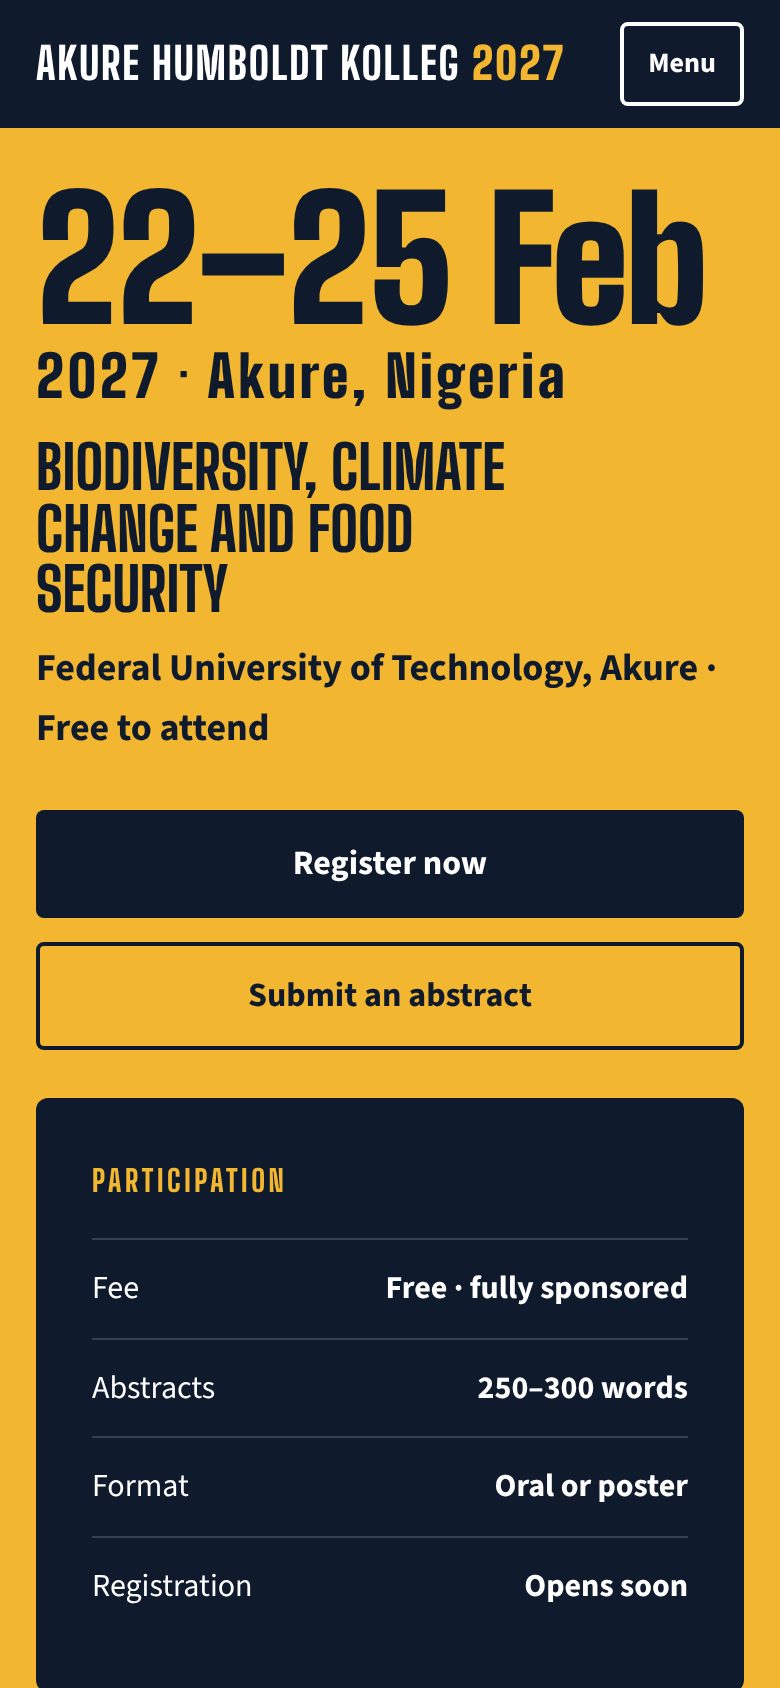 AKURE HUMBOLDT KOLLEG 2027
Menu
22–25 Feb
2027 · Akure, Nigeria
BIODIVERSITY, CLIMATE
CHANGE AND FOOD
SECURITY
Federal University of Technology, Akure ·
Free to attend
Register now
Submit an abstract
PARTICIPATION
Fee Free · fully sponsored
Abstracts 250–300 words
Format Oral or poster
Registration Opens soon